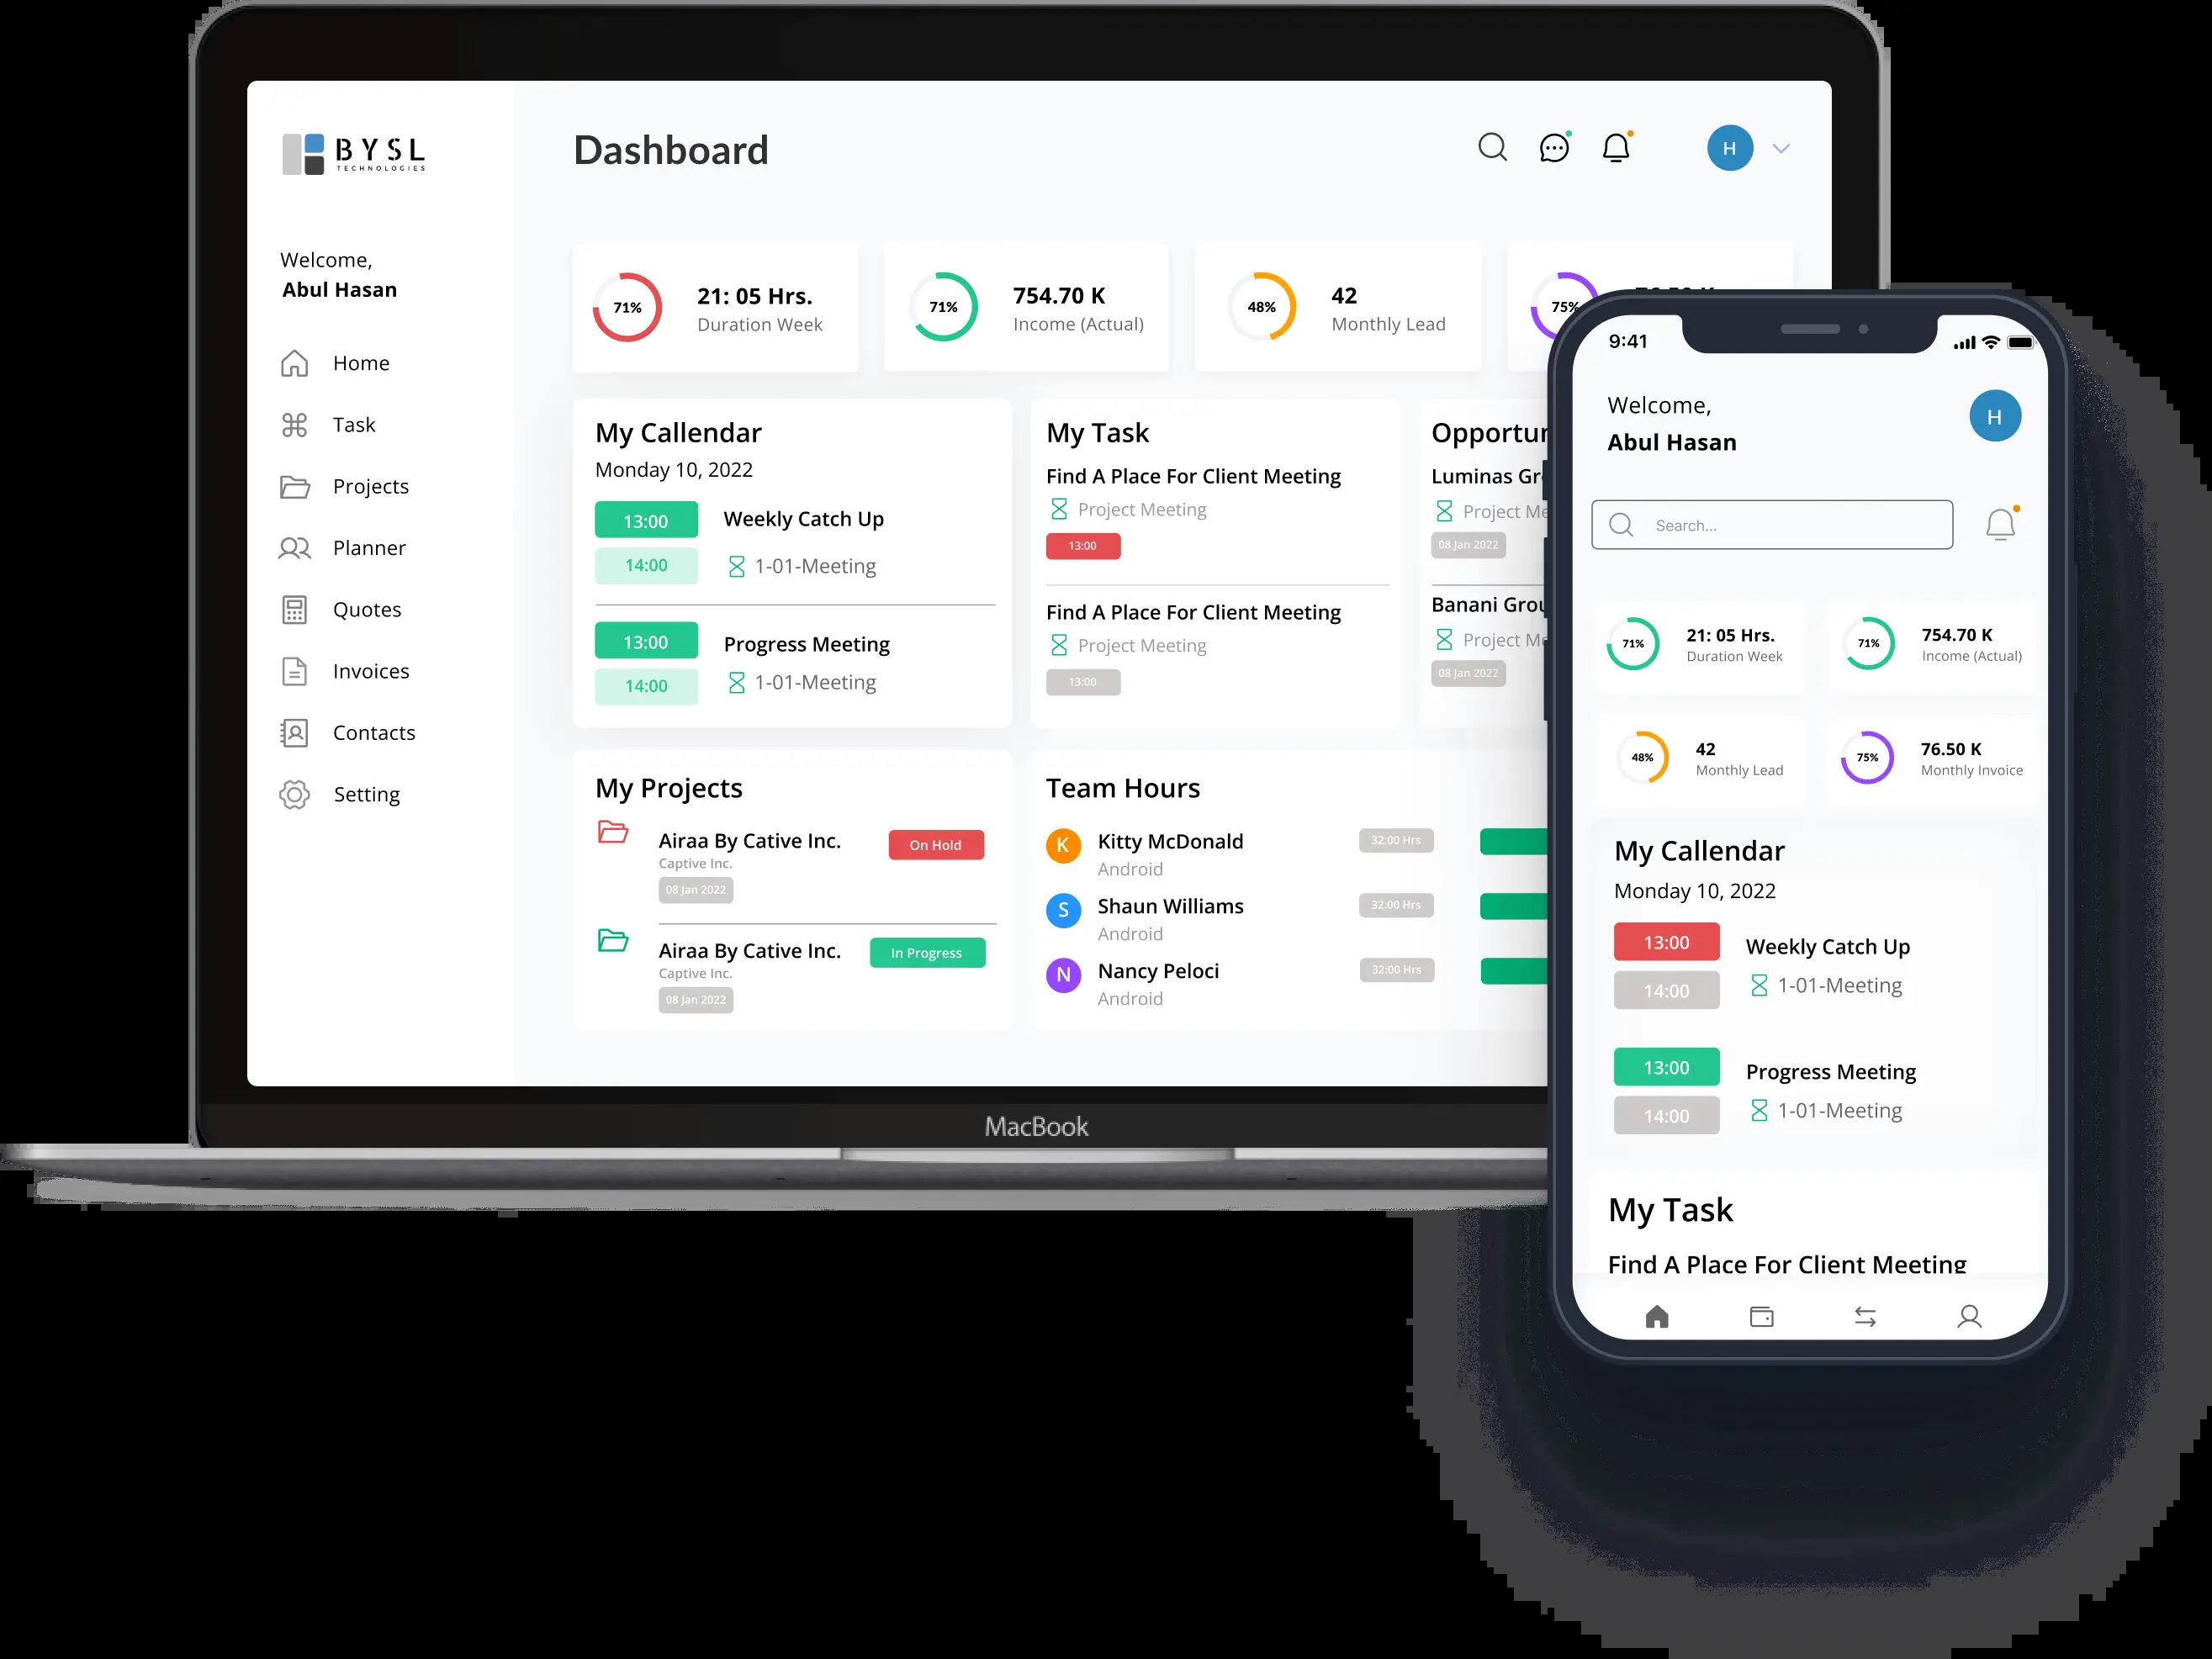 BYSL
TECHNOLOGIES
Dashboard
H
Welcome,
Abul Hasan
Home
Task
Projects
Planner
Quotes
Invoices
Contacts
Setting
71%
21: 05 Hrs.
Duration Week
71%
754.70 K
Income (Actual)
48%
42
Monthly Lead
75%
My Callendar
Monday 10, 2022
13:00
Weekly Catch Up
14:00
1-01-Meeting
13:00
Progress Meeting
14:00
1-01-Meeting
My Task
Find A Place For Client Meeting
Project Meeting
13:00
Find A Place For Client Meeting
Project Meeting
13:00
Opportun
Luminas Gr
Project Me
08 Jan 2022
Banani Grou
Project Me
08 Jan 2022
My Projects
Airaa By Cative Inc.
On Hold
Captive Inc.
08 Jan 2022
Airaa By Cative Inc.
In Progress
Captive Inc.
08 Jan 2022
Team Hours
K
Kitty McDonald
32:00 Hrs
Android
S
Shaun Williams
32:00 Hrs
Android
N
Nancy Peloci
32:00 Hrs
Android
MacBook
9:41
Welcome,
Abul Hasan
H
Search...
71%
21: 05 Hrs.
Duration Week
71%
754.70 K
Income (Actual)
48%
42
Monthly Lead
75%
76.50 K
Monthly Invoice
My Callendar
Monday 10, 2022
13:00
Weekly Catch Up
14:00
1-01-Meeting
13:00
Progress Meeting
14:00
1-01-Meeting
My Task
Find A Place For Client Meeting